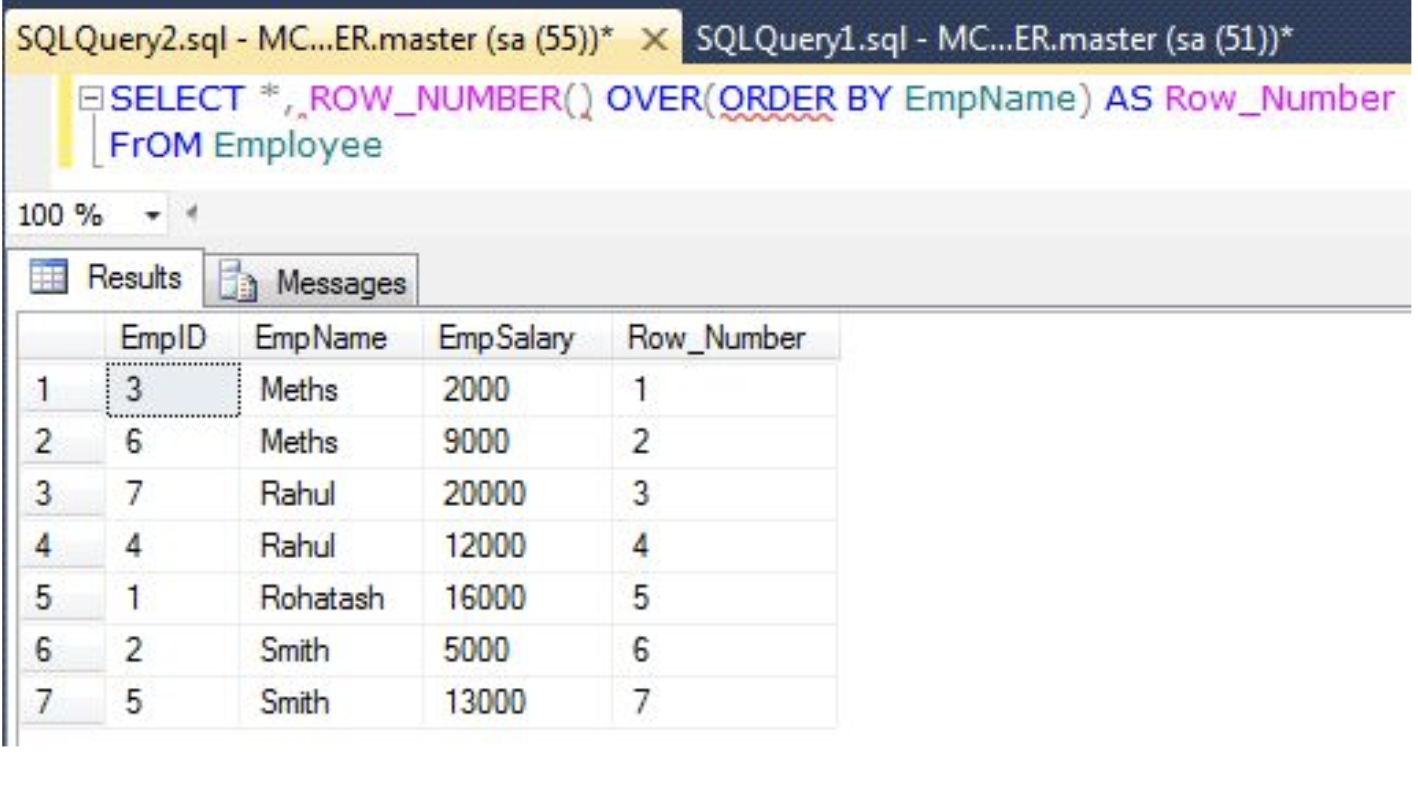 SQLQuery2.sql - MC...ER.master (sa (55))* × SQLQuery1.sql - MC...ER.master (sa (51))*
SELECT *, ROW_NUMBER() OVER(ORDER BY EmpName) AS Row_Number
FrOM Employee
100 %
Results Messages
EmpID EmpName EmpSalary Row_Number
1 3 Meths 2000 1
2 6 Meths 9000 2
3 7 Rahul 20000 3
4 4 Rahul 12000 4
5 1 Rohatash 16000 5
6 2 Smith 5000 6
7 5 Smith 13000 7